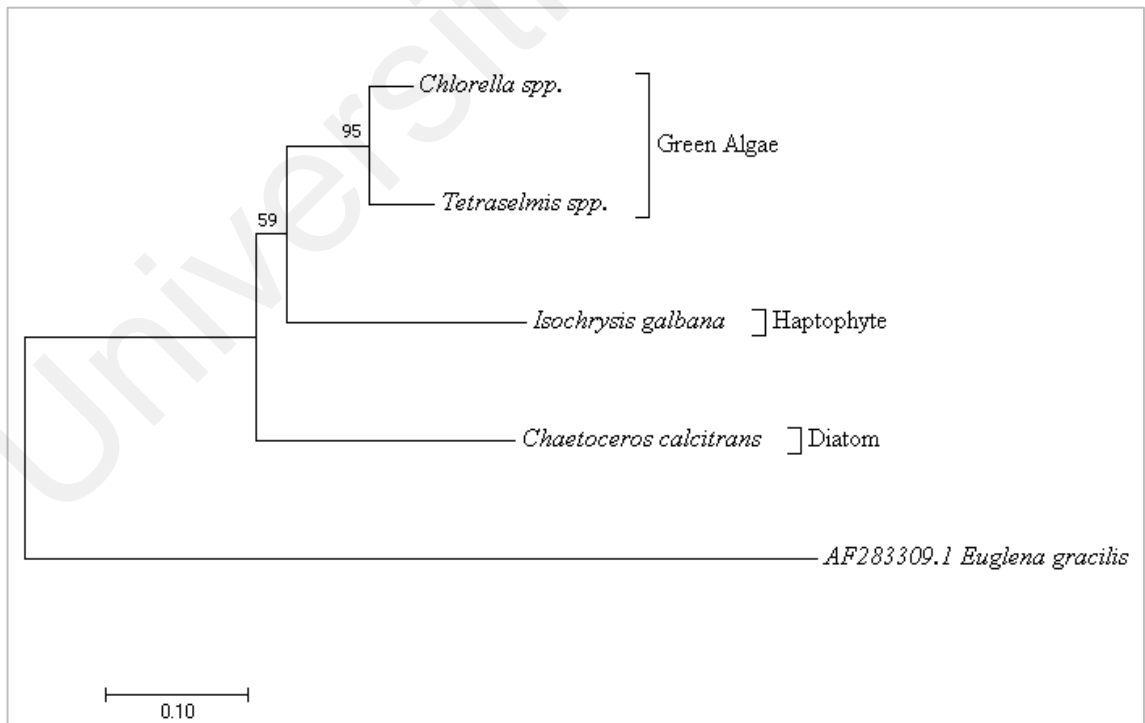 Universiti
Chlorella spp.
95
Green Algae
Tetraselmis spp.
59
Isochrysis galbana
Haptophyte
Chaetoceros calcitrans
Diatom
AF283309.1 Euglena gracilis
0.10